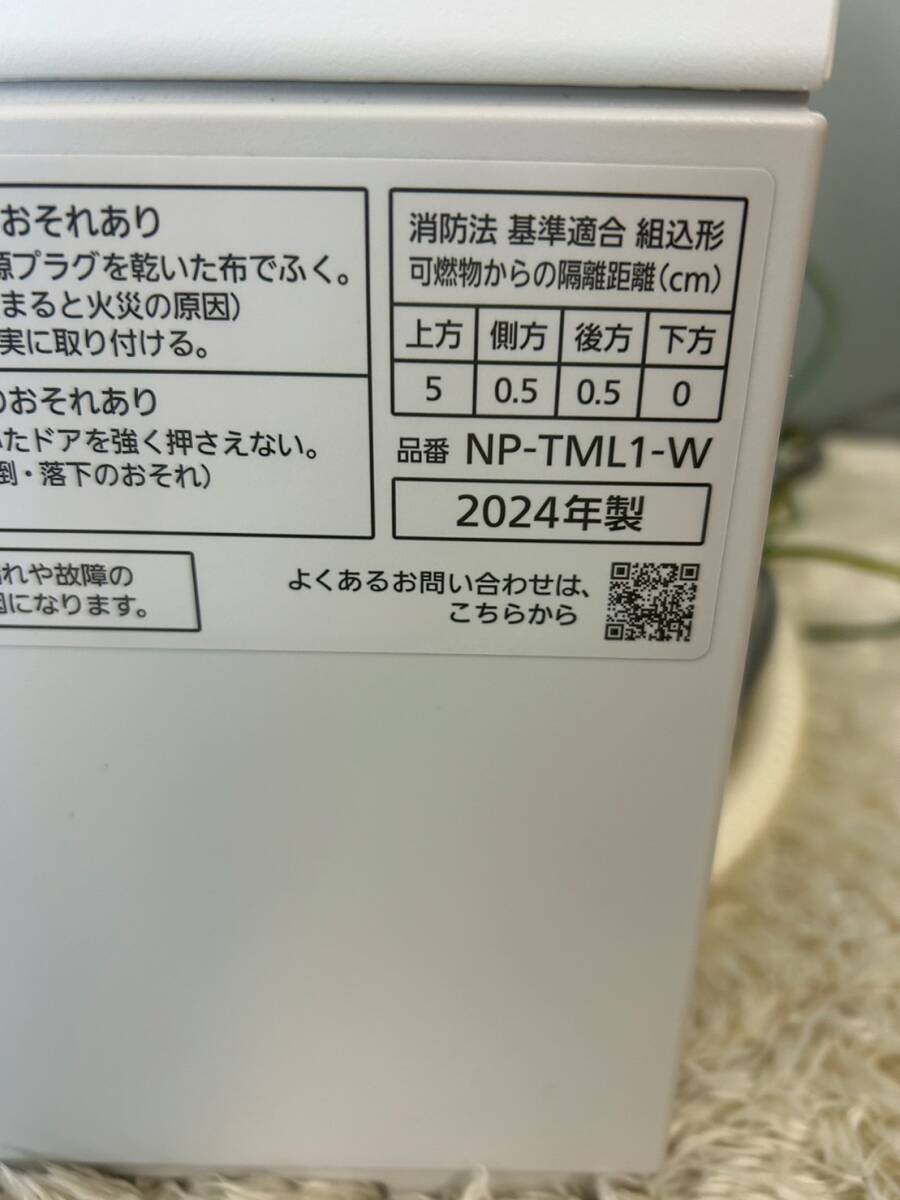 おそれあり
源プラグを乾いた布でふく。
まると火災の原因)
実に取り付ける。
のおそれあり
たドアを強く押さえない。
倒・落下のおそれ)
れや故障の
因になります。
消防法 基準適合 組込形
可燃物からの隔離距離(cm)
上方 側方 後方 下方
5 0.5 0.5 0
品番 NP-TML1-W
2024年製
よくあるお問い合わせは、
こちらから